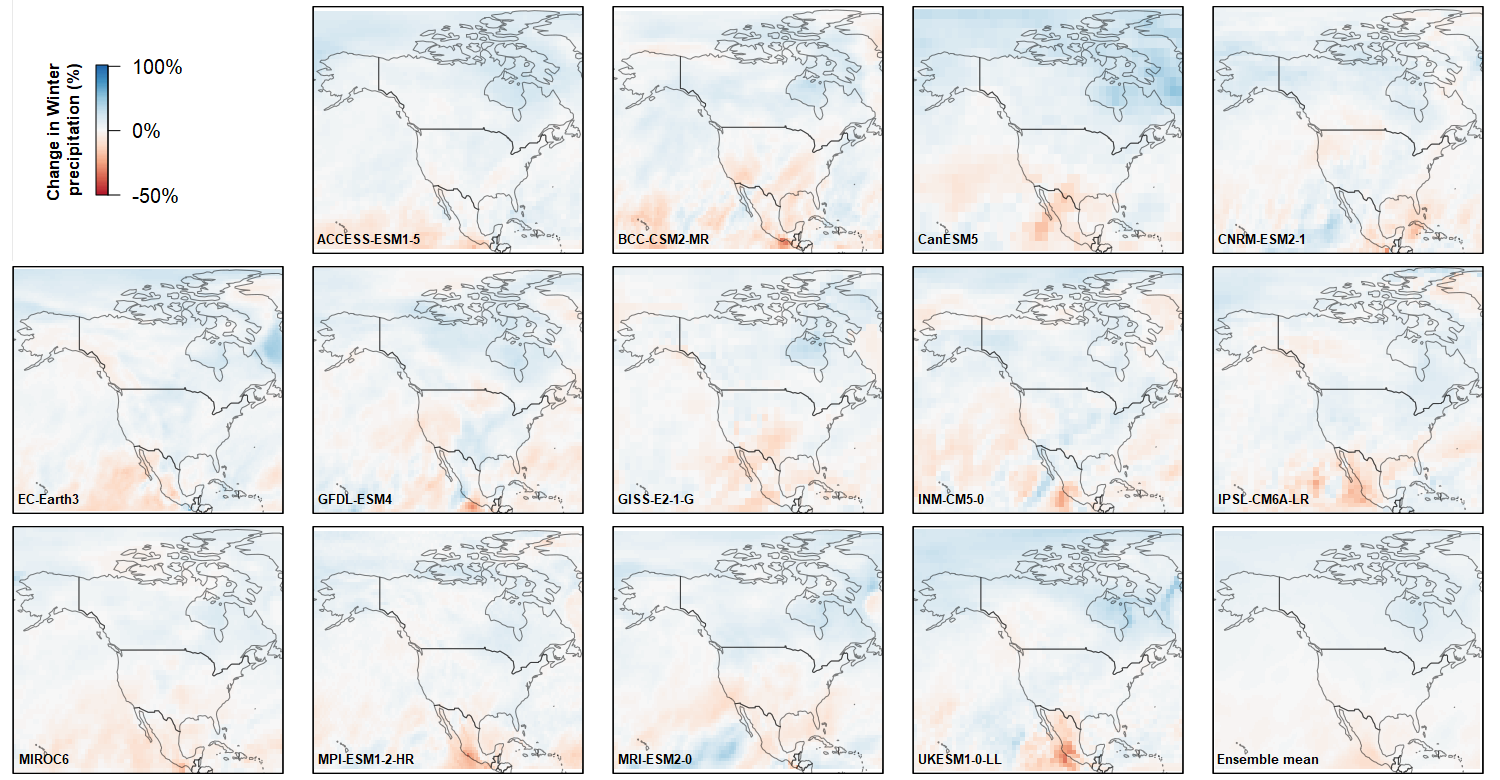 Change in Winter
precipitation (%)
100%
0%
-50%
ACCESS-ESM1-5
BCC-CSM2-MR
CanESM5
CNRM-ESM2-1
EC-Earth3
GFDL-ESM4
GISS-E2-1-G
INM-CM5-0
IPSL-CM6A-LR
MIROC6
MPI-ESM1-2-HR
MRI-ESM2-0
UKESM1-0-LL
Ensemble mean